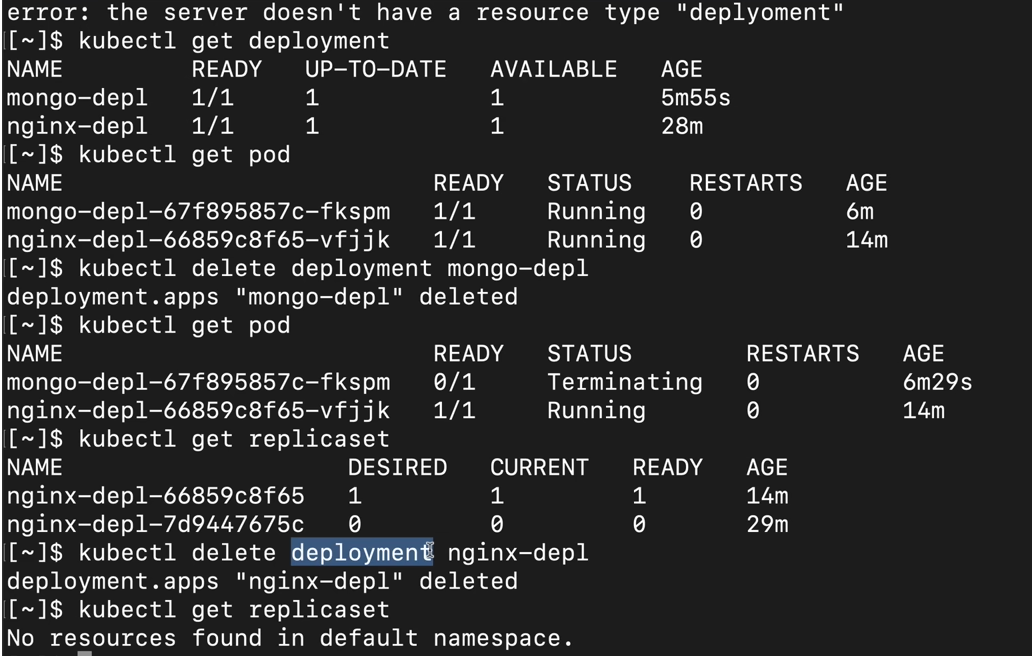 error: the server doesn't have a resource type "deplyoment"
[~]$ kubectl get deployment
NAME READY UP-TO-DATE AVAILABLE AGE
mongo-depl 1/1 1 1 5m55s
nginx-depl 1/1 1 1 28m
[~]$ kubectl get pod
NAME READY STATUS RESTARTS AGE
mongo-depl-67f895857c-fkspm 1/1 Running 0 6m
nginx-depl-66859c8f65-vfjjk 1/1 Running 0 14m
[~]$ kubectl delete deployment mongo-depl
deployment.apps "mongo-depl" deleted
[~]$ kubectl get pod
NAME READY STATUS RESTARTS AGE
mongo-depl-67f895857c-fkspm 0/1 Terminating 0 6m29s
nginx-depl-66859c8f65-vfjjk 1/1 Running 0 14m
[~]$ kubectl get replicaset
NAME DESIRED CURRENT READY AGE
nginx-depl-66859c8f65 1 1 1 14m
nginx-depl-7d9447675c 0 0 0 29m
[~]$ kubectl delete deployment nginx-depl
deployment.apps "nginx-depl" deleted
[~]$ kubectl get replicaset
No resources found in default namespace.